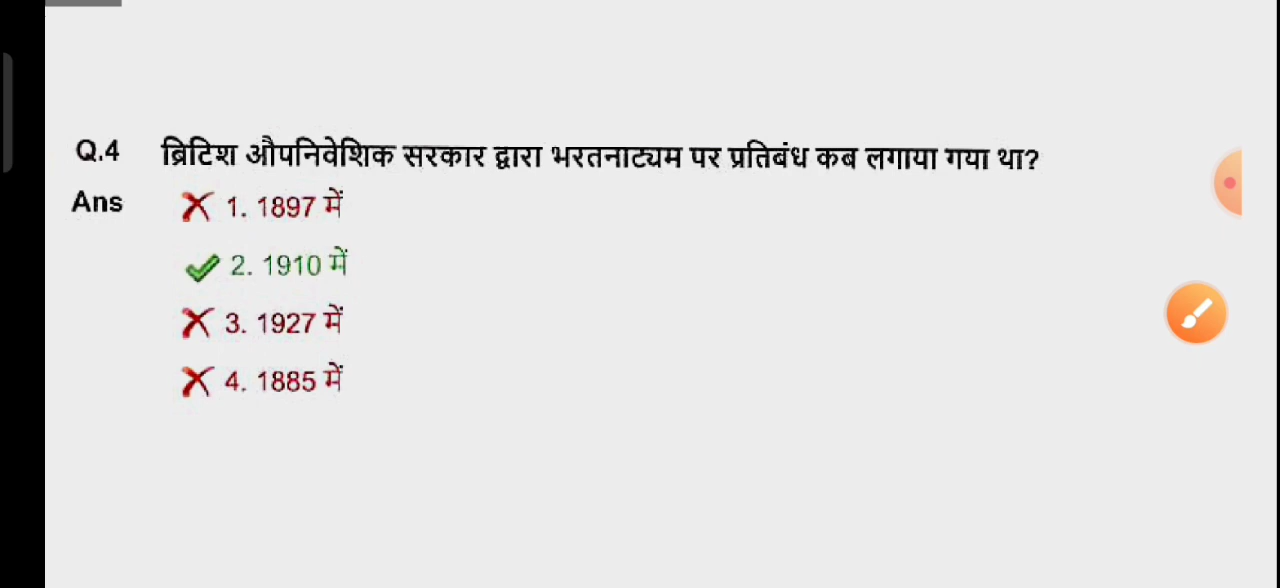 Q.4 ब्रिटिश औपनिवेशिक सरकार द्वारा भरतनाट्यम पर प्रतिबंध कब लगाया गया था?
Ans 1. 1897 में
2. 1910 में
3. 1927 में
4. 1885 में